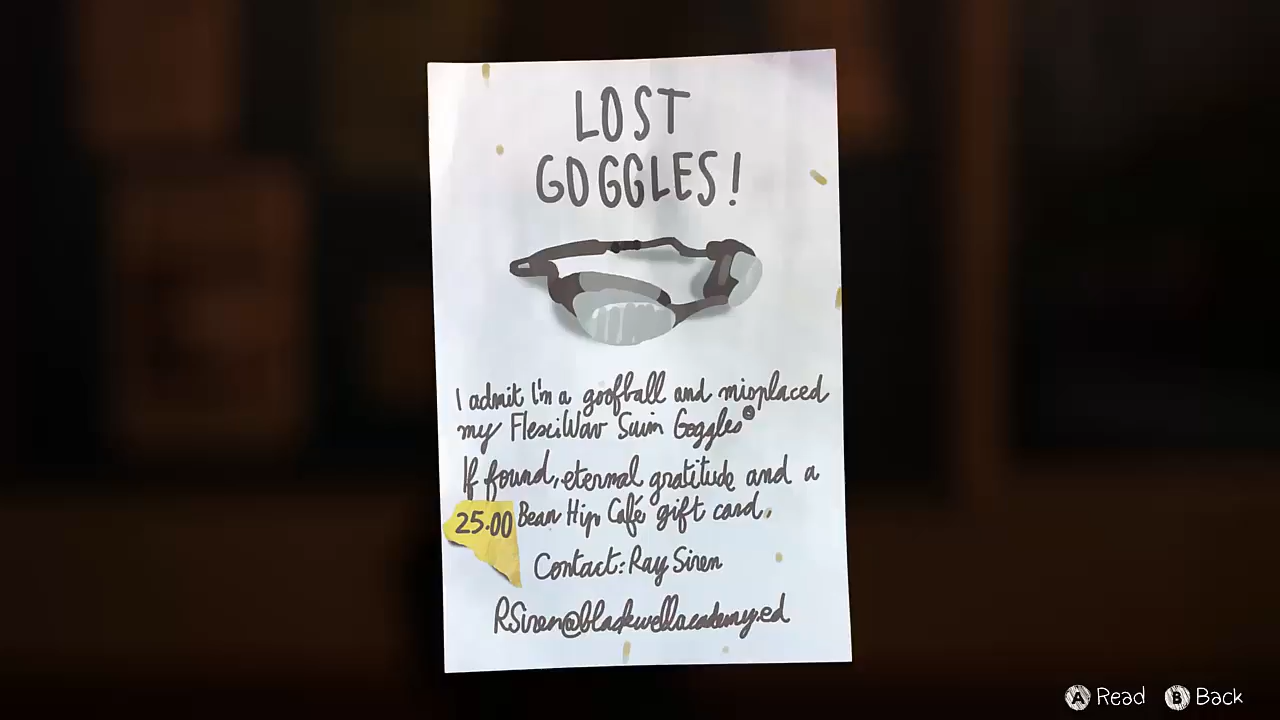 LOST
GOGGLES!
I admit I'm a goofball and misplaced
my FlexiWav Swim Goggles®
If found, eternal gratitude and a
25.00 Bean Hip Café gift card.
Contact: Ray Siren
RSiren@blackwellacademy.ed
A Read B Back